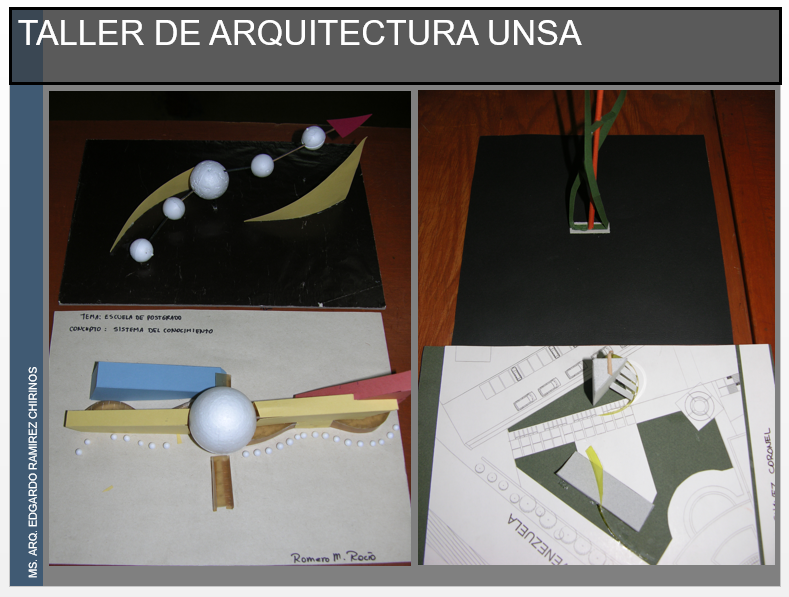 TALLER DE ARQUITECTURA UNSA
MS. ARQ. EDGARDO RAMIREZ CHIRINOS
TEMA: ESCUELA DE POSTGRADO
CONCEPTO: SISTEMA DEL CONOCIMIENTO
Romero M. Rocío
VENEZUELA
CORONEL